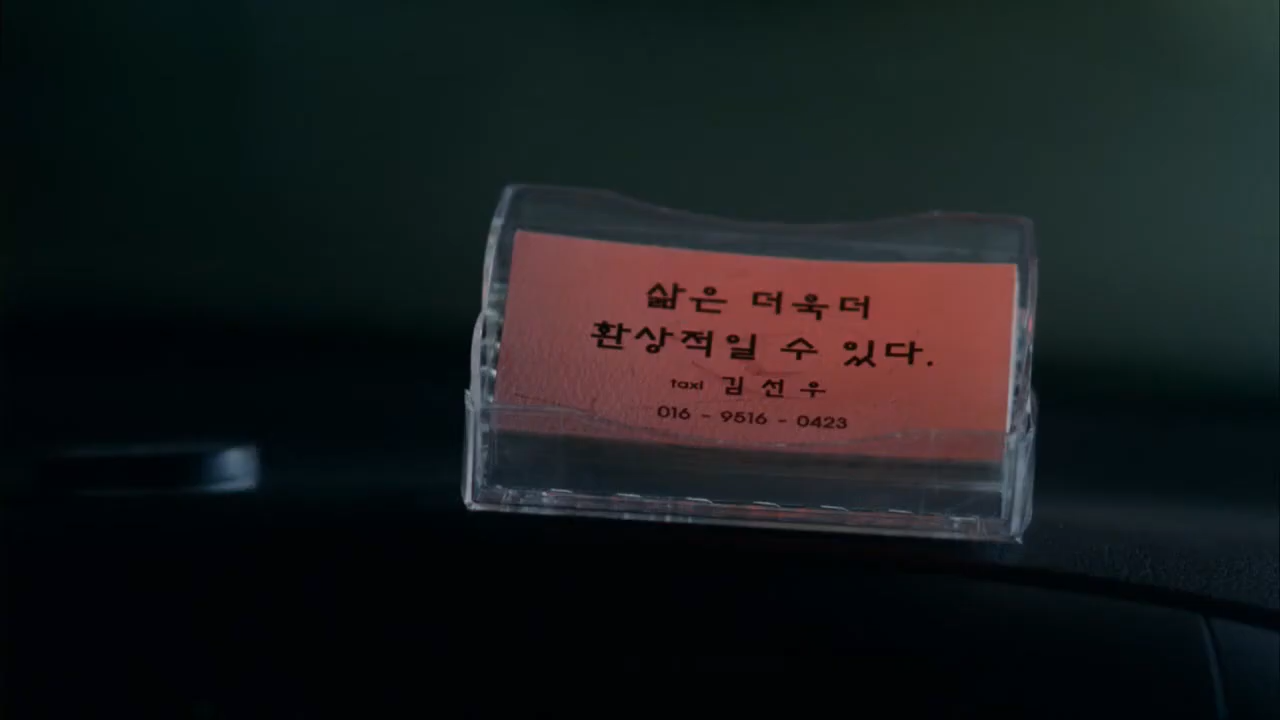 삶은 더욱더
환상적일 수 있다.
taxi 김 선 우
016 - 9516 - 0423